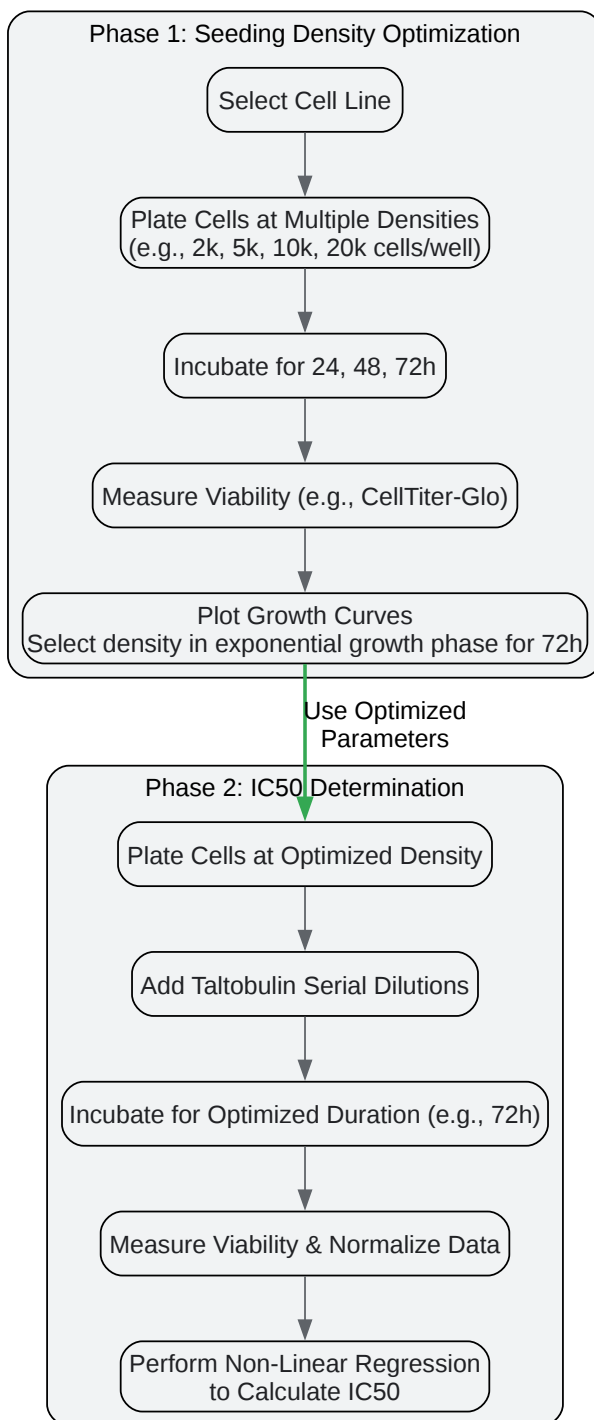 Phase 1: Seeding Density Optimization
Select Cell Line
Plate Cells at Multiple Densities
(e.g., 2k, 5k, 10k, 20k cells/well)
Incubate for 24, 48, 72h
Measure Viability (e.g., CellTiter-Glo)
Plot Growth Curves
Select density in exponential growth phase for 72h
Use Optimized
Parameters
Phase 2: IC50 Determination
Plate Cells at Optimized Density
Add Taltobulin Serial Dilutions
Incubate for Optimized Duration (e.g., 72h)
Measure Viability & Normalize Data
Perform Non-Linear Regression
to Calculate IC50